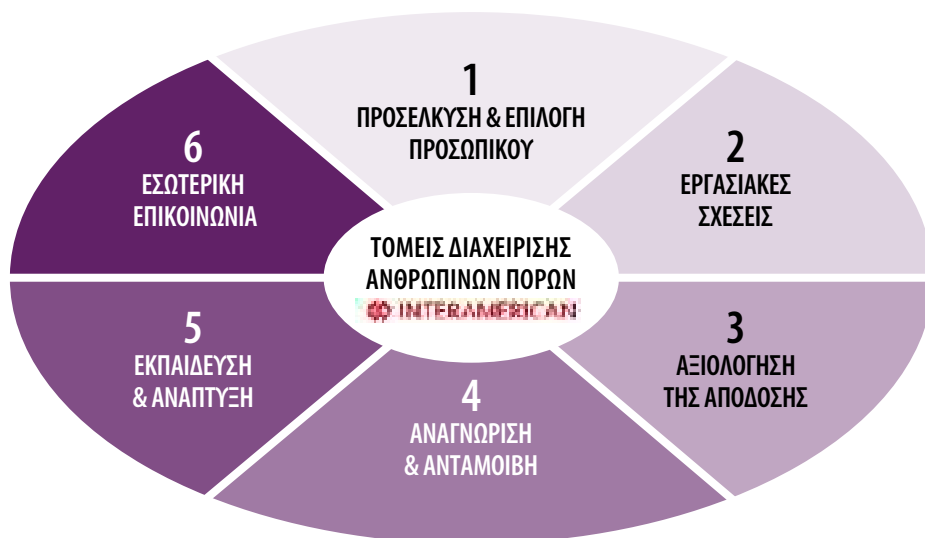 1
ΠΡΟΣΕΛΚΥΣΗ & ΕΠΙΛΟΓΗ
ΠΡΟΣΩΠΙΚΟΥ
2
ΕΡΓΑΣΙΑΚΕΣ
ΣΧΕΣΕΙΣ
3
ΑΞΙΟΛΟΓΗΣΗ
ΤΗΣ ΑΠΟΔΟΣΗΣ
4
ΑΝΑΓΝΩΡΙΣΗ
& ΑΝΤΑΜΟΙΒΗ
5
ΕΚΠΑΙΔΕΥΣΗ
& ΑΝΑΠΤΥΞΗ
6
ΕΣΩΤΕΡΙΚΗ
ΕΠΙΚΟΙΝΩΝΙΑ
ΤΟΜΕΙΣ ΔΙΑΧΕΙΡΙΣΗΣ
ΑΝΘΡΩΠΙΝΩΝ ΠΟΡΩΝ
INTERAMERICAN